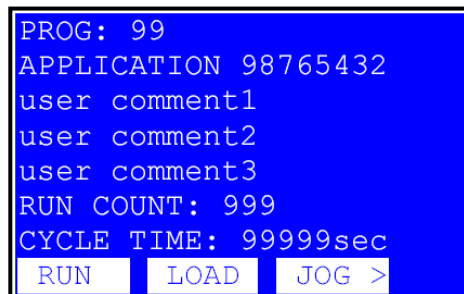 PROG: 99
APPLICATION 98765432
user comment1
user comment2
user comment3
RUN COUNT: 999
CYCLE TIME: 99999sec
RUN LOAD JOG >